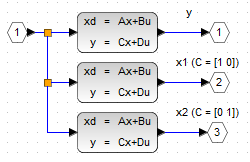 y
1
xd = Ax+Bu
y = Cx+Du
1
x1 (C = [1 0])
xd = Ax+Bu
y = Cx+Du
2
x2 (C = [0 1)
xd = Ax+Bu
y = Cx+Du
3